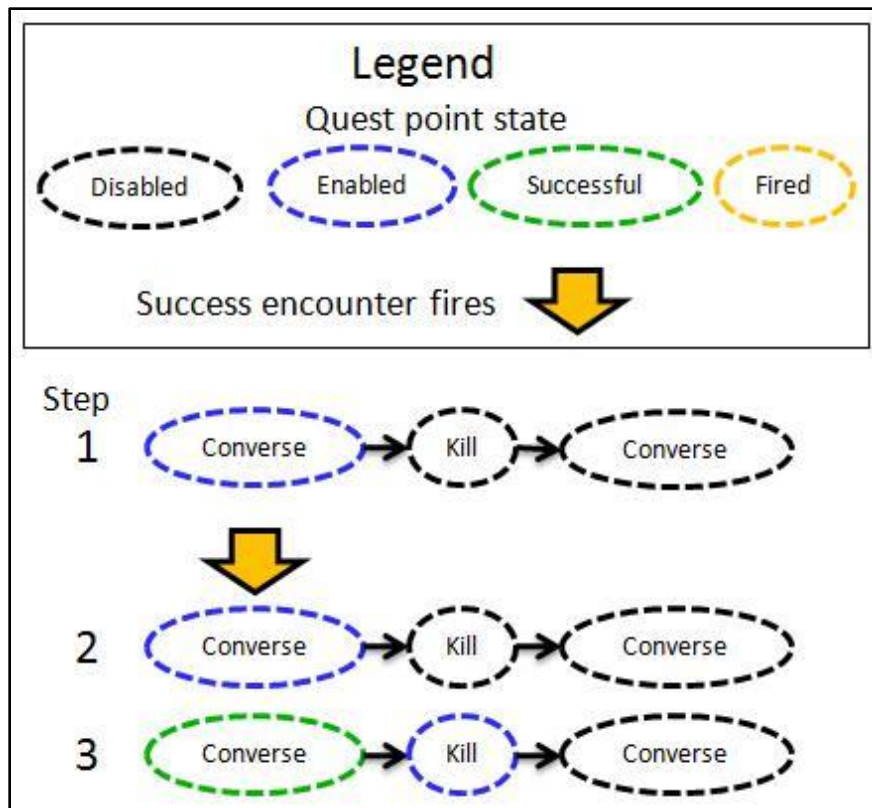 Legend
Quest point state
Disabled Enabled Successful Fired
Success encounter fires
Step
1 Converse Kill Converse
2 Converse Kill Converse
3 Converse Kill Converse